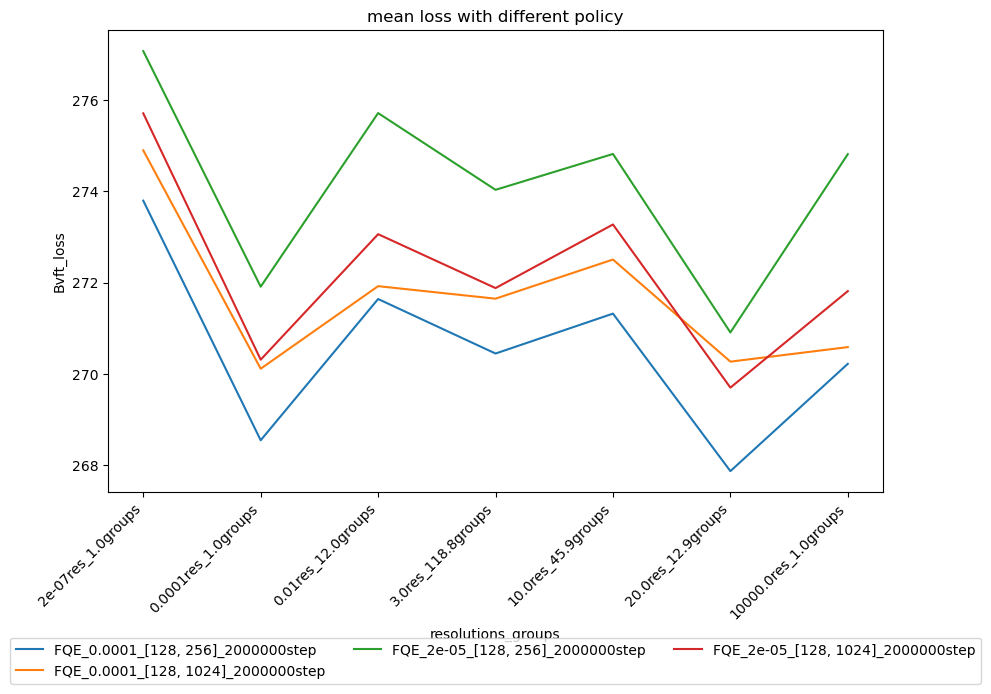 mean loss with different policy
Bvft_loss
276
274
272
270
268
2e-07res_1.0groups
0.0001res_1.0groups
0.01res_12.0groups
3.0res_118.8groups
10.0res_45.9groups
20.0res_12.9groups
10000.0res_1.0groups
resolutions_groups
FQE_0.0001_[128, 256]_2000000step
FQE_0.0001_[128, 1024]_2000000step
FQE_2e-05_[128, 256]_2000000step
FQE_2e-05_[128, 1024]_2000000step